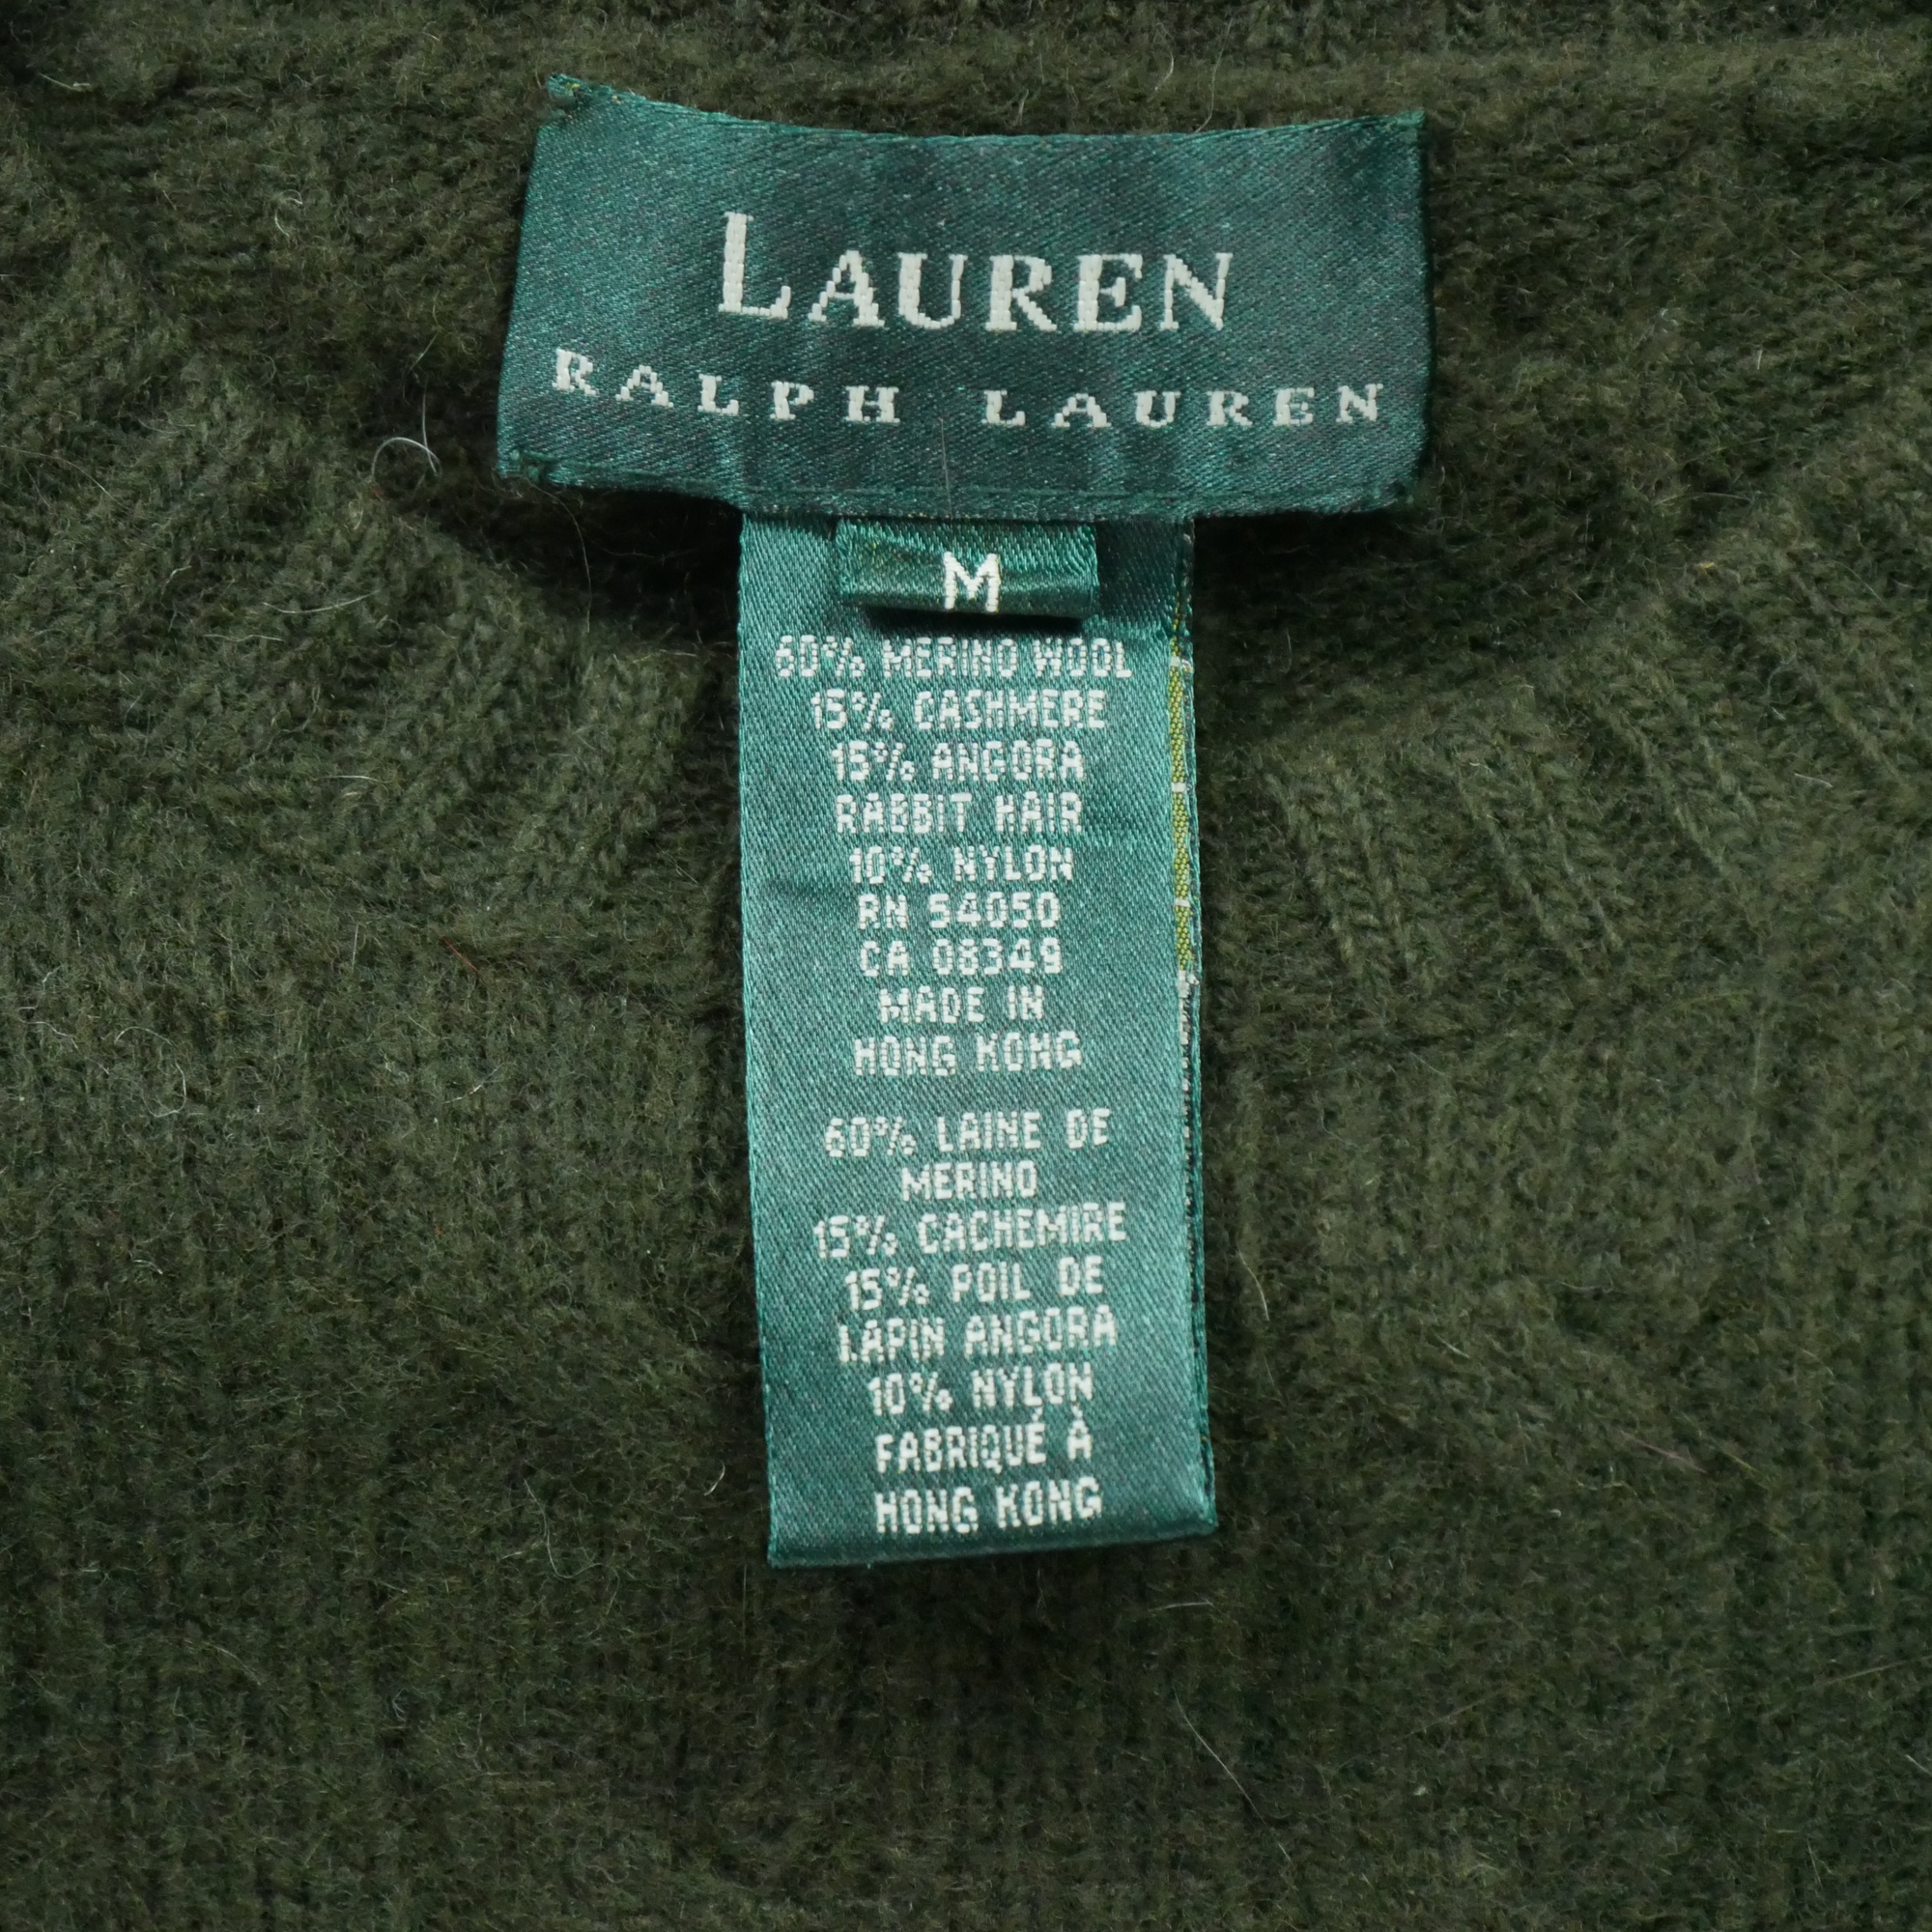 LAUREN
RALPH LAUREN
M
60% MERINO WOOL
15% CASHMERE
15% ANGORA
RABBIT HAIR
10% NYLON
RN 54050
CA 08349
MADE IN
HONG KONG
60% LAINE DE
MERINO
15% CACHEMIRE
15% POIL DE
LAPIN ANGORA
10% NYLON
FABRIQUÉ À
HONG KONG